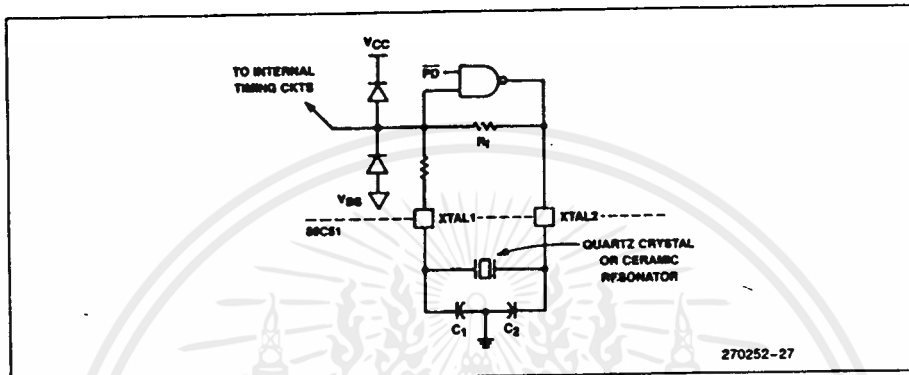 VCC
TO INTERNAL
TIMING CKTS
PD
Rf
VSS
XTAL1
XTAL2
80C51
QUARTZ CRYSTAL
OR CERAMIC
RESONATOR
C1
C2
270252-27